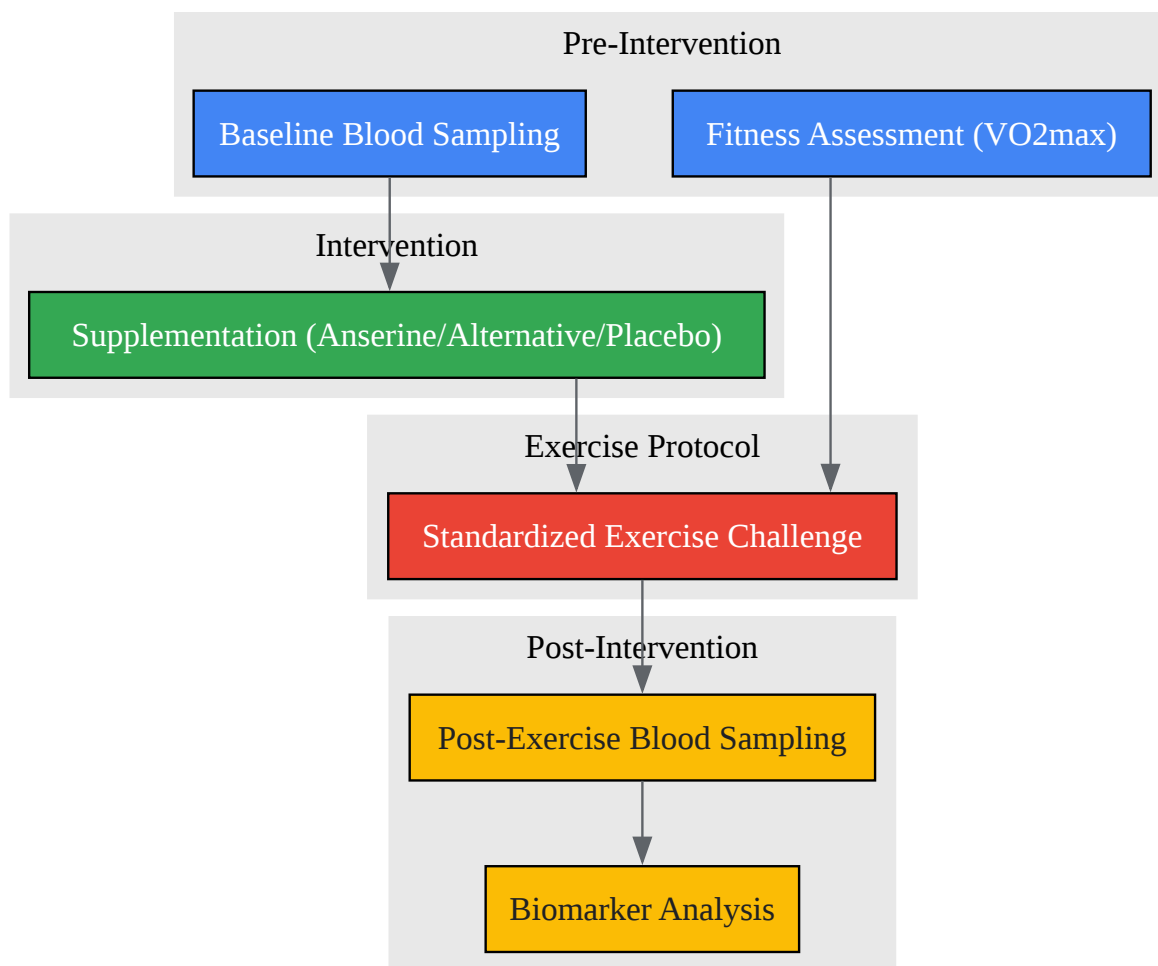 Pre-Intervention
Baseline Blood Sampling
Fitness Assessment (VO2max)
Intervention
Supplementation (Anserine/Alternative/Placebo)
Exercise Protocol
Standardized Exercise Challenge
Post-Intervention
Post-Exercise Blood Sampling
Biomarker Analysis